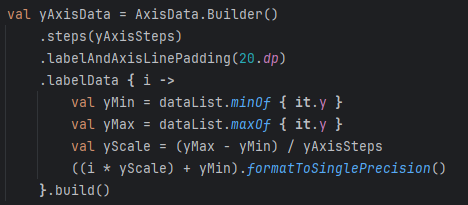 val yAxisData = AxisData.Builder()
    .steps(yAxisSteps)
    .labelAndAxisLinePadding(20.dp)
    .labelData { i ->
        val yMin = dataList.minOf { it.y }
        val yMax = dataList.maxOf { it.y }
        val yScale = (yMax - yMin) / yAxisSteps
        ((i * yScale) + yMin).formatToSinglePrecision()
    }.build()